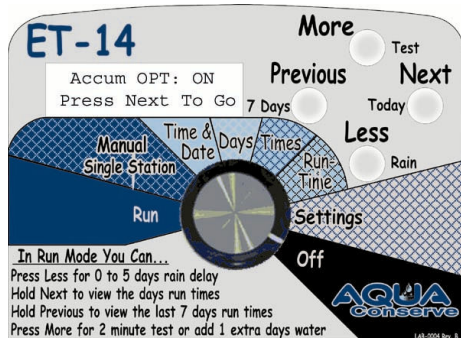 ET-14
More
Test
Accum OPT: ON
Press Next To Go
Previous
7 Days
Next
Today
Less
Rain
Manual
Single Station
Time &
Date
Days
Times
Run-
Time
Run
Settings
Off
In Run Mode You Can...
Press Less for 0 to 5 days rain delay
Hold Next to view the days run times
Hold Previous to view the last 7 days run times
Press More for 2 minute test or add 1 extra days water
AQUA
Conserve
LAB-0004 Rev. B